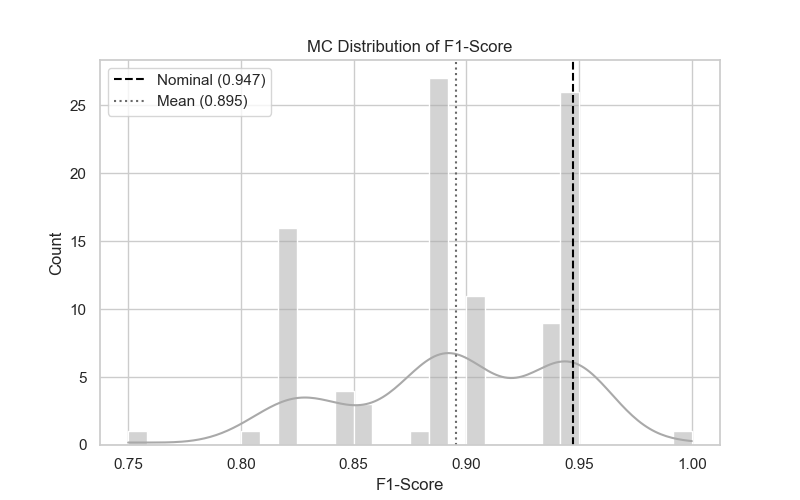 MC Distribution of F1-Score
Nominal (0.947)
Mean (0.895)
Count
25
20
15
10
5
0
0.75 0.80 0.85 0.90 0.95 1.00
F1-Score